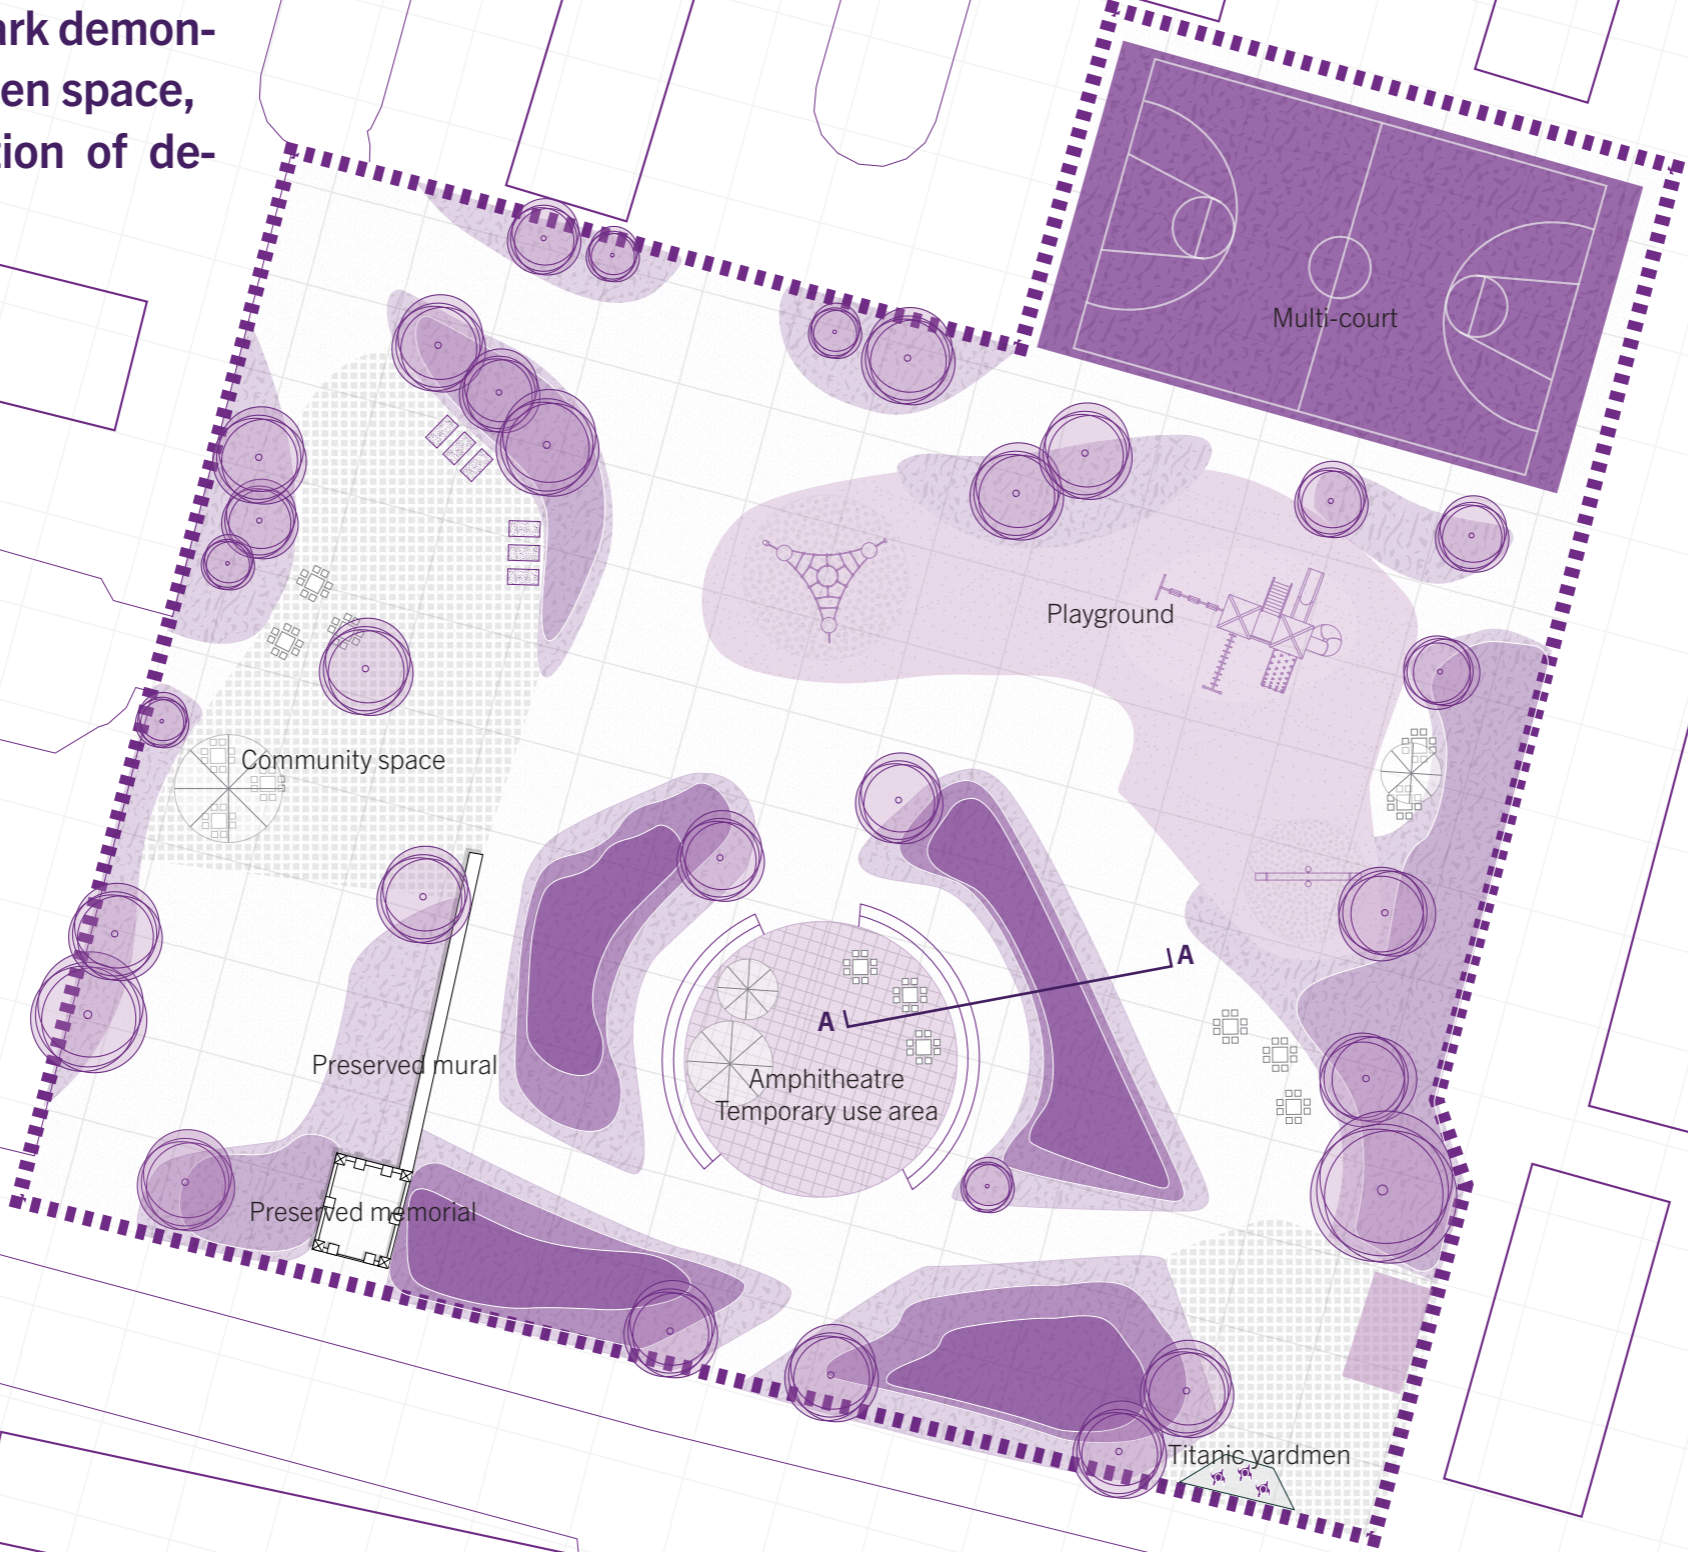 ark demon-
en space,
tion of de-
Multi-court
Playground
Community space
A
A
Preserved mural
Amphitheatre
Temporary use area
Preserved memorial
Titanic yardmen